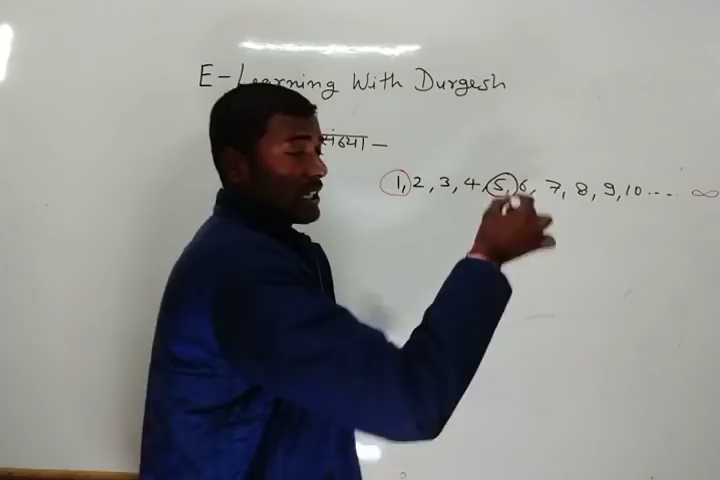 E-Learning With Durgesh
संख्या –
1, 2, 3, 4, 5, 6, 7, 8, 9, 10 ..... ∞